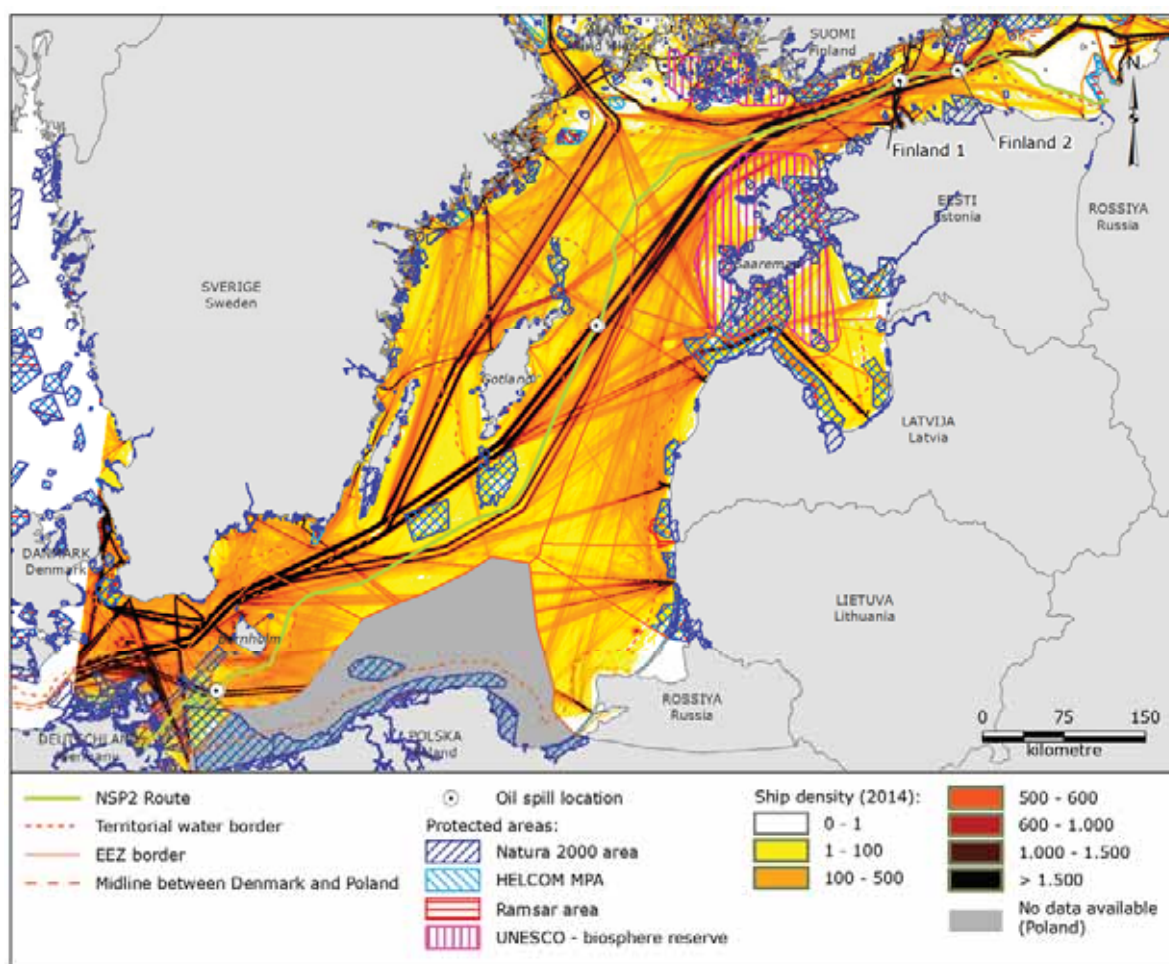 SUOMI
Finland
N
Finland 1
Finland 2
EESTI
Estonia
ROSSIYA
Russia
SVERIGE
Sweden
Gotland
LATVIJA
Latvia
DANMARK
Denmark
LIETUVA
Lithuania
Bornholm
ROSSIYA
Russia
POLSKA
DEUTSCHLAND
Germany
0 75 150
kilometre
NSP2 Route
Territorial water border
EEZ border
Midline between Denmark and Poland
Oil spill location
Protected areas:
Natura 2000 area
HELCOM MPA
Ramsar area
UNESCO - biosphere reserve
Ship density (2014):
0 - 1
1 - 100
100 - 500
500 - 600
600 - 1.000
1.000 - 1.500
> 1.500
No data available
(Poland)